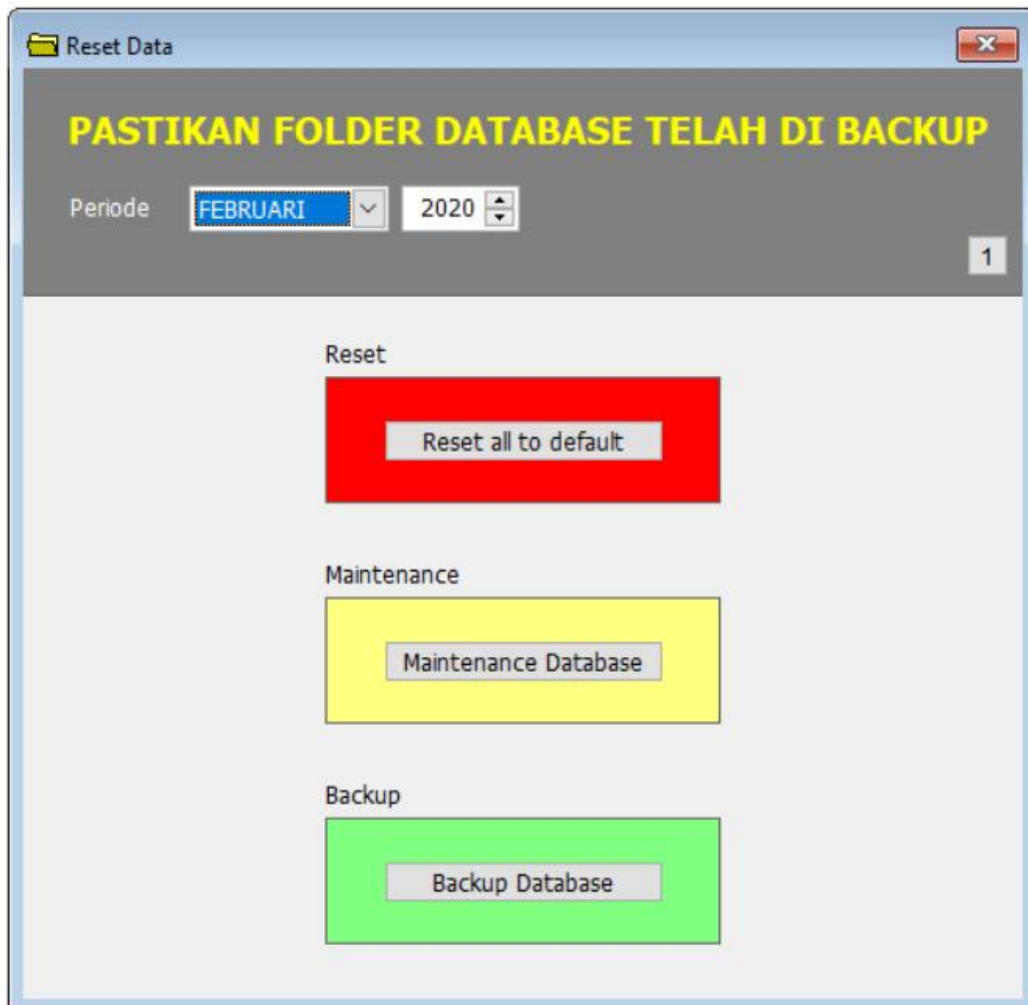 Reset Data
PASTIKAN FOLDER DATABASE TELAH DI BACKUP
Periode FEBRUARI 2020
1
Reset
Reset all to default
Maintenance
Maintenance Database
Backup
Backup Database